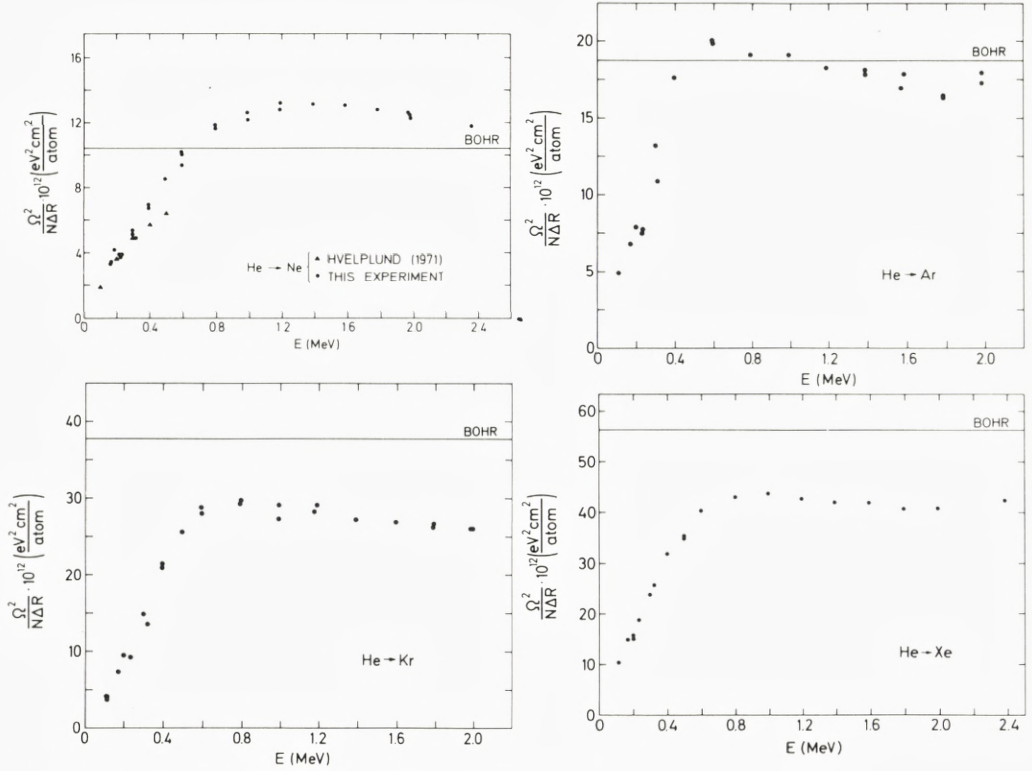 16
12
8
4
0
Ω²/NΔR 10¹² (eV²cm²/atom)
BOHR
He → Ne
▲ HVELPLUND (1971)
• THIS EXPERIMENT
0 0.4 0.8 1.2 1.6 2.0 2.4
E (MeV)
20
15
10
5
0
Ω²/NΔR · 10¹² (eV²cm²/atom)
BOHR
He → Ar
0 0.4 0.8 1.2 1.6 2.0
E (MeV)
40
30
20
10
0
Ω²/NΔR · 10¹² (eV²cm²/atom)
BOHR
He → Kr
0 0.4 0.8 1.2 1.6 2.0
E (MeV)
60
50
40
30
20
10
0
Ω²/NΔR · 10¹² (eV²cm²/atom)
BOHR
He → Xe
0 0.4 0.8 1.2 1.6 2.0 2.4
E (MeV)